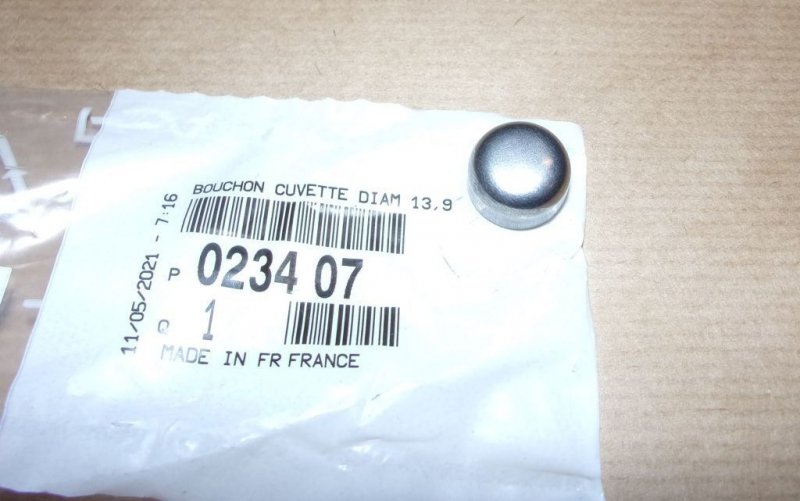 BOUCHON CUVETTE DIAM 13,9
P 0234 07
Q 1
MADE IN FR FRANCE
11/05/2021 - 7:16